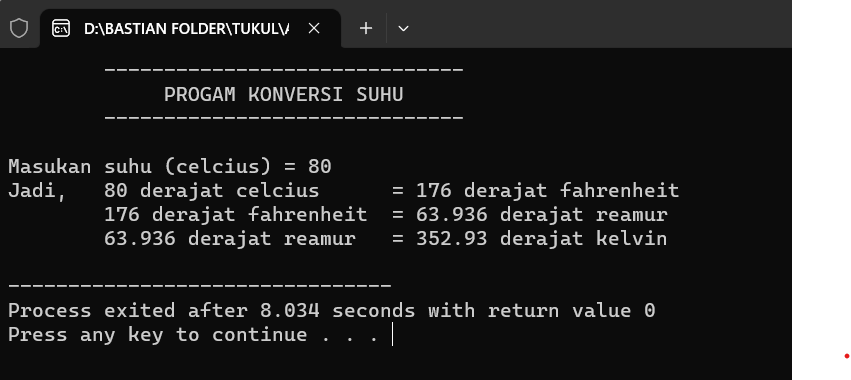 D:\BASTIAN FOLDER\TUKUL\A
------------------------------
PROGAM KONVERSI SUHU
------------------------------
Masukan suhu (celcius) = 80
Jadi,   80 derajat celcius      = 176 derajat fahrenheit
        176 derajat fahrenheit  = 63.936 derajat reamur
        63.936 derajat reamur   = 352.93 derajat kelvin
--------------------------------
Process exited after 8.034 seconds with return value 0
Press any key to continue . . .